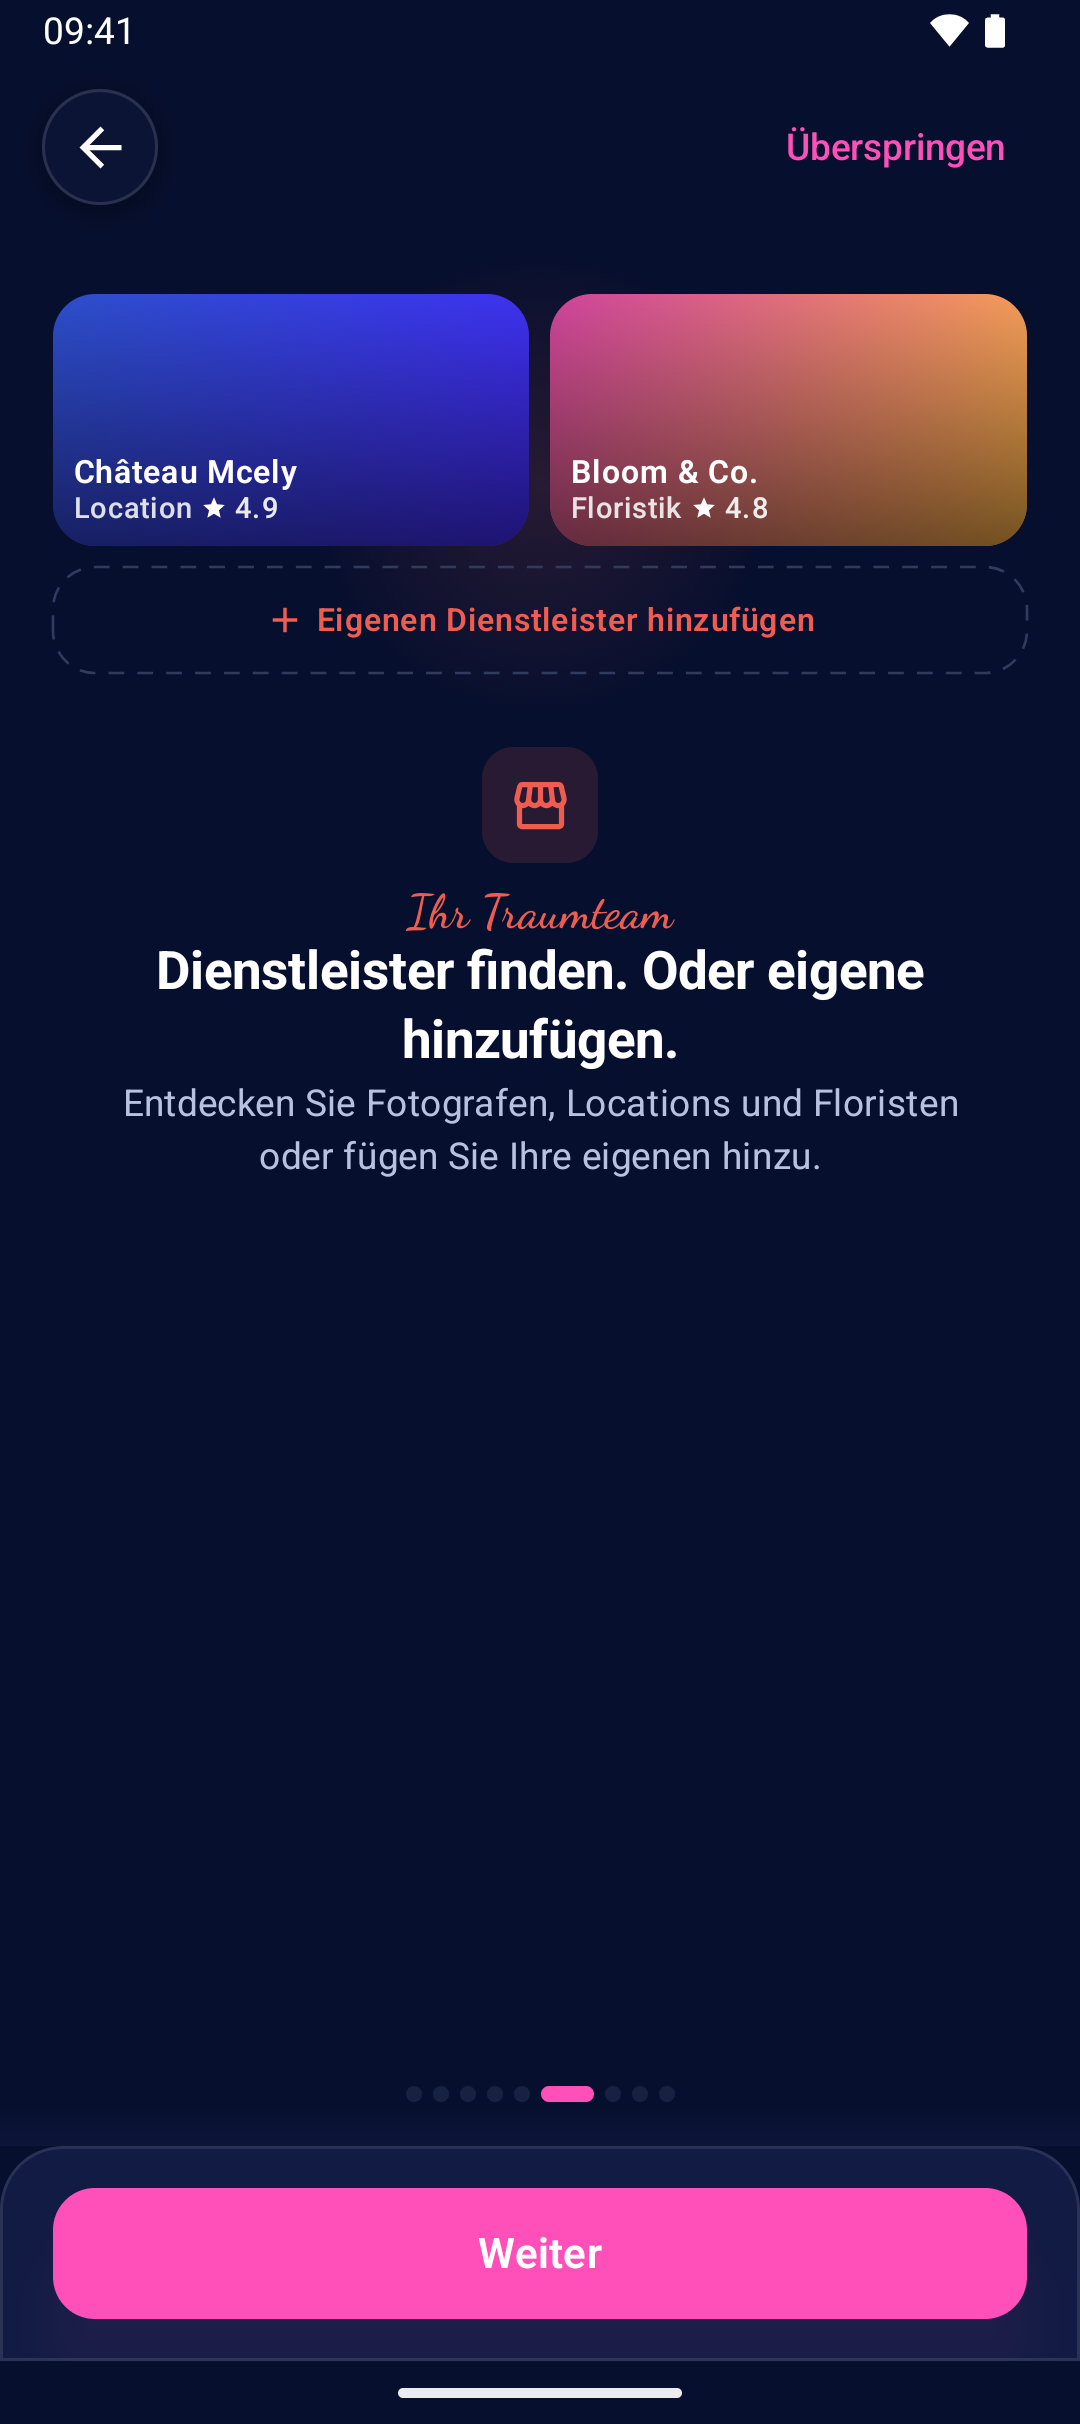 09:41
Überspringen
Château Mcely
Location ★ 4.9
Bloom & Co.
Floristik ★ 4.8
+ Eigenen Dienstleister hinzufügen
Ihr Traumteam
Dienstleister finden. Oder eigene
hinzufügen.
Entdecken Sie Fotografen, Locations und Floristen
oder fügen Sie Ihre eigenen hinzu.
Weiter